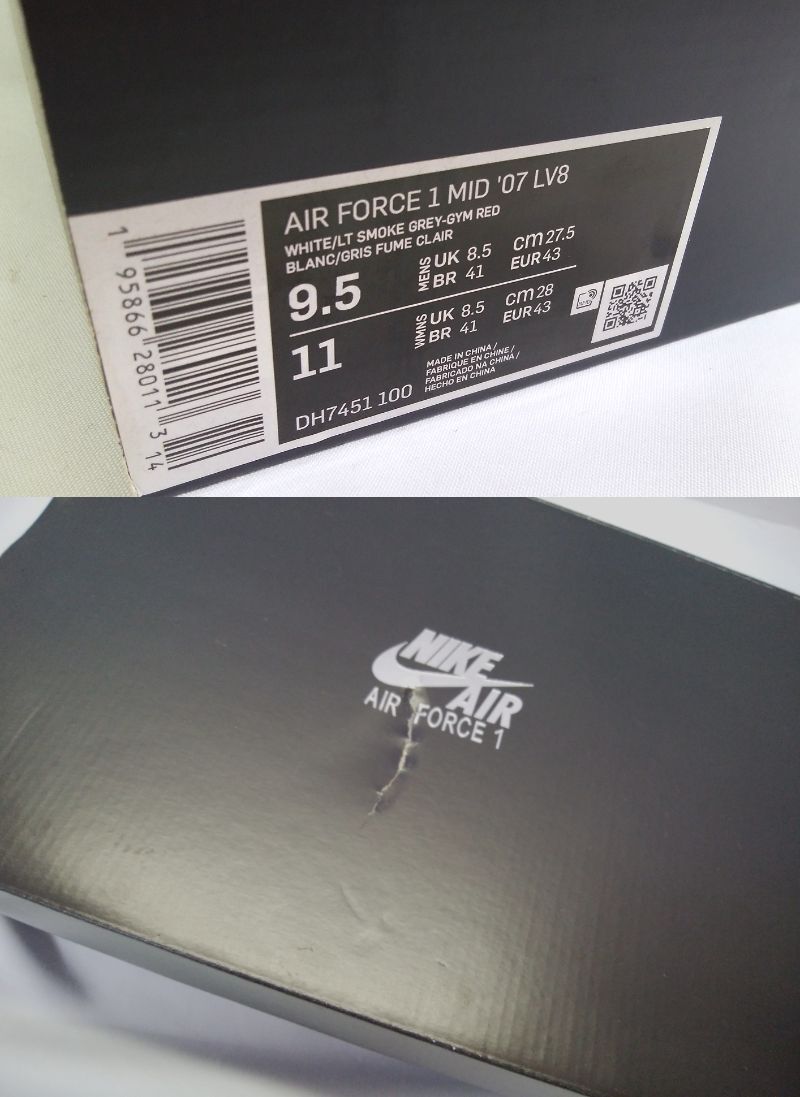 AIR FORCE 1 MID '07 LV8
WHITE/LT SMOKE GREY-GYM RED
BLANC/GRIS FUME CLAIR
9.5
MENS
UK 8.5
BR 41
cm 27.5
EUR 43
11
WMNS
UK 8.5
BR 41
cm 28
EUR 43
MADE IN CHINA /
FABRIQUE EN CHINE /
FABRICADO NA CHINA /
HECHO EN CHINA
DH7451 100
1 95866 28011 3 14
NIKE
AIR
AIR FORCE 1